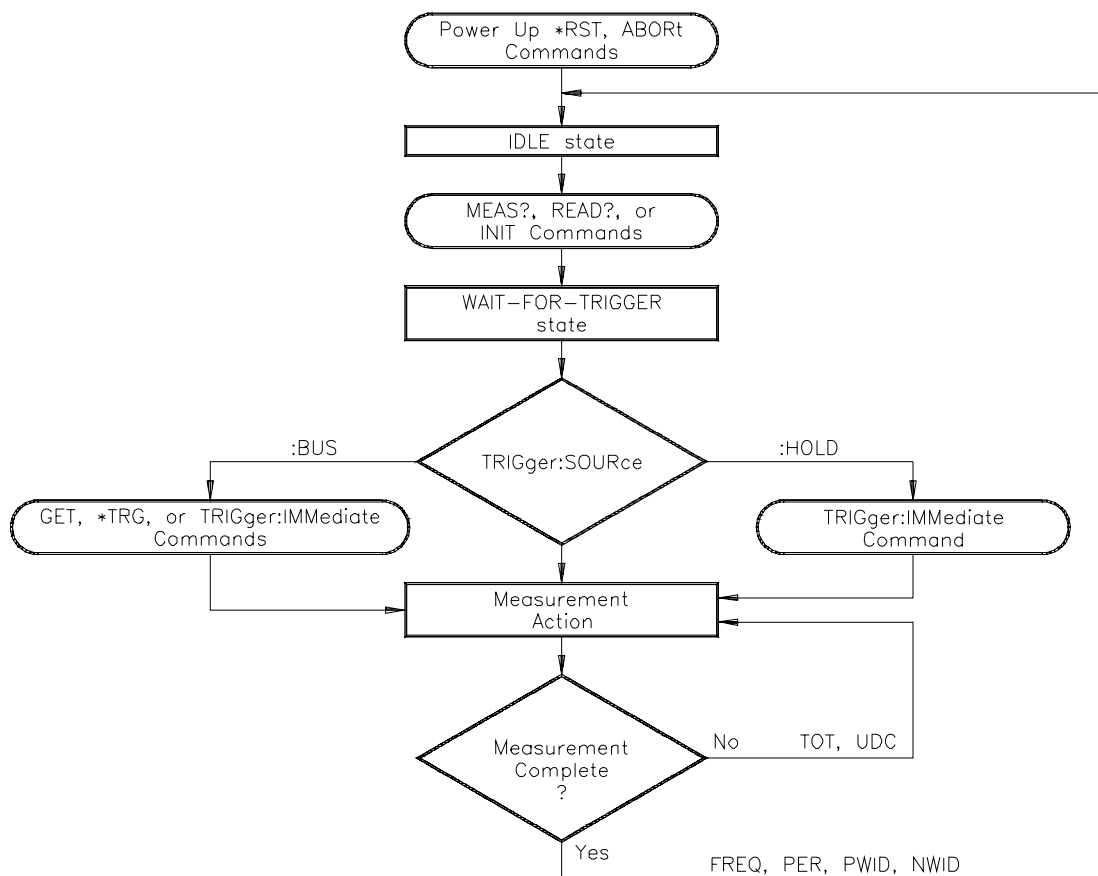 Power Up *RST, ABORt
Commands
IDLE state
MEAS?, READ?, or
INIT Commands
WAIT-FOR-TRIGGER
state
:BUS
TRIGger:SOURce
:HOLD
GET, *TRG, or TRIGger:IMMediate
Commands
TRIGger:IMMediate
Command
Measurement
Action
Measurement
Complete
?
No
TOT, UDC
Yes
FREQ, PER, PWID, NWID